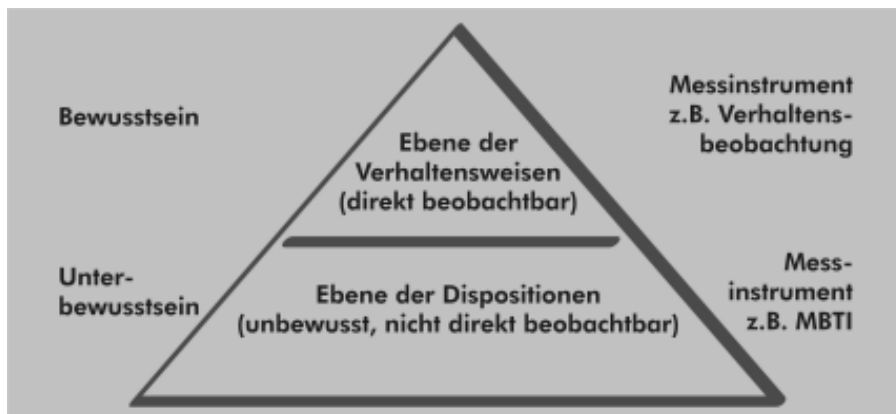 Bewusstsein
Messinstrument
z.B. Verhaltens-
beobachtung
Ebene der
Verhaltensweisen
(direkt beobachtbar)
Unter-
bewusstsein
Ebene der Dispositionen
(unbewusst, nicht direkt beobachtbar)
Mess-
instrument
z.B. MBTI